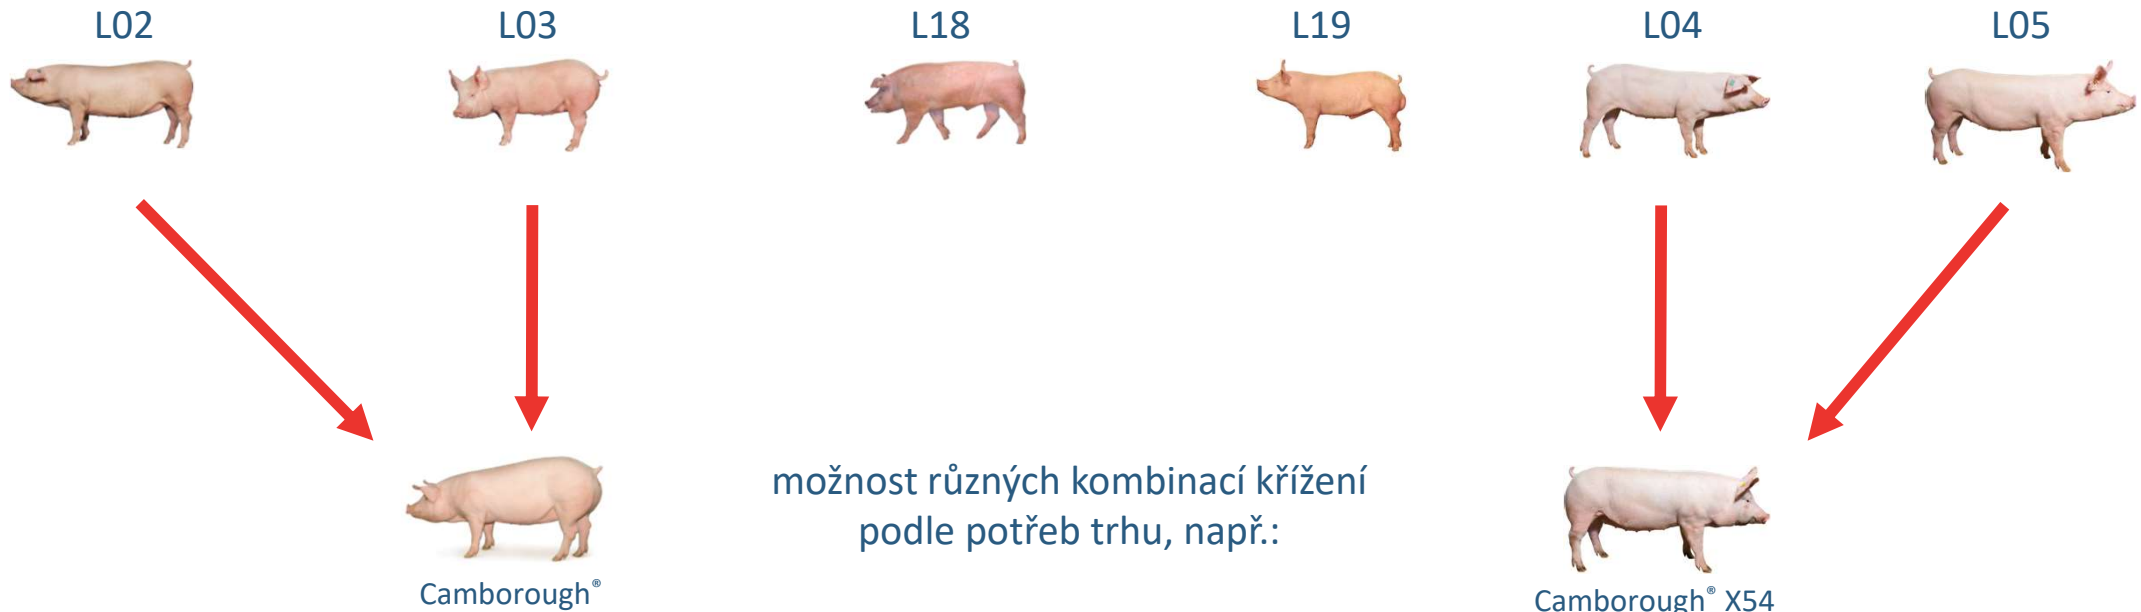 L02
L03
L18
L19
L04
L05
možnost různých kombinací křížení
podle potřeb trhu, např.:
Camborough®
Camborough® X54